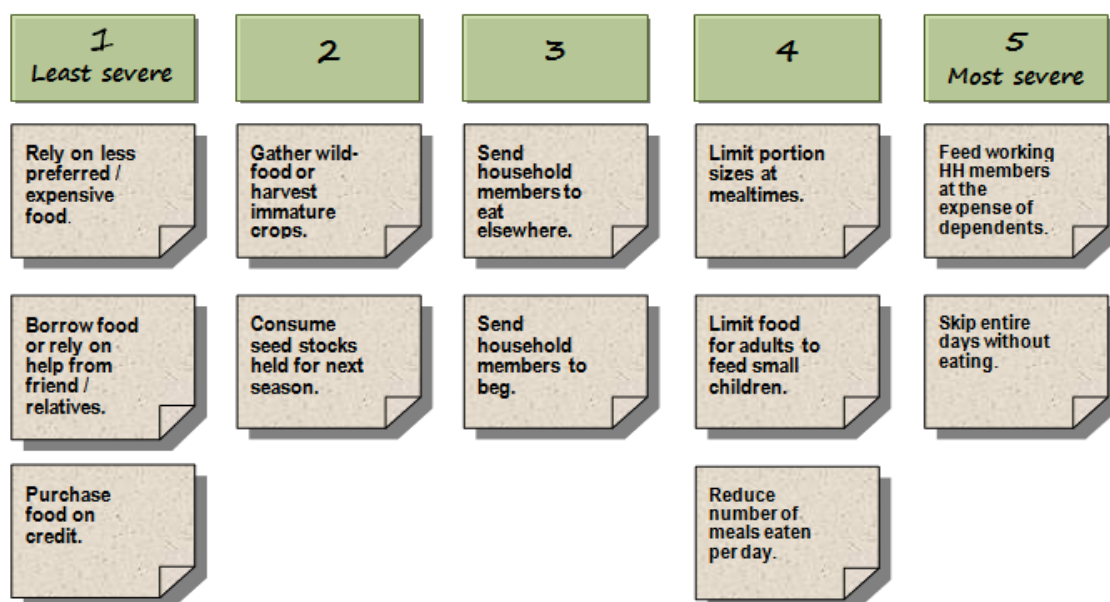 1
Least severe
2
3
4
5
Most severe
Rely on less
preferred /
expensive
food.
Gather wild-
food or
harvest
immature
crops.
Send
household
members to
eat
elsewhere.
Limit portion
sizes at
mealtimes.
Feed working
HH members
at the
expense of
dependents.
Borrow food
or rely on
help from
friend /
relatives.
Consume
seed stocks
held for next
season.
Send
household
members to
beg.
Limit food
for adults to
feed small
children.
Skip entire
days without
eating.
Purchase
food on
credit.
Reduce
number of
meals eaten
per day.